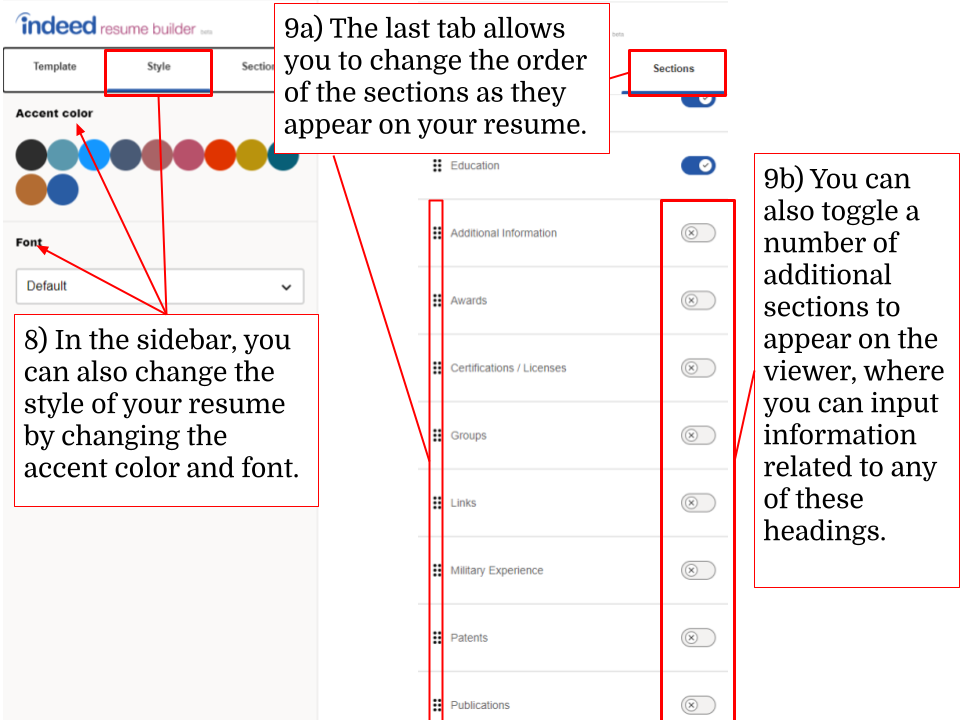 indeed resume builder beta
Template
Style
Section
Accent color
Font
Default
8) In the sidebar, you
can also change the
style of your resume
by changing the
accent color and font.
9a) The last tab allows
you to change the order
of the sections as they
appear on your resume.
beta
Sections
Education
Additional Information
Awards
Certifications / Licenses
Groups
Links
Military Experience
Patents
Publications
9b) You can
also toggle a
number of
additional
sections to
appear on the
viewer, where
you can input
information
related to any
of these
headings.